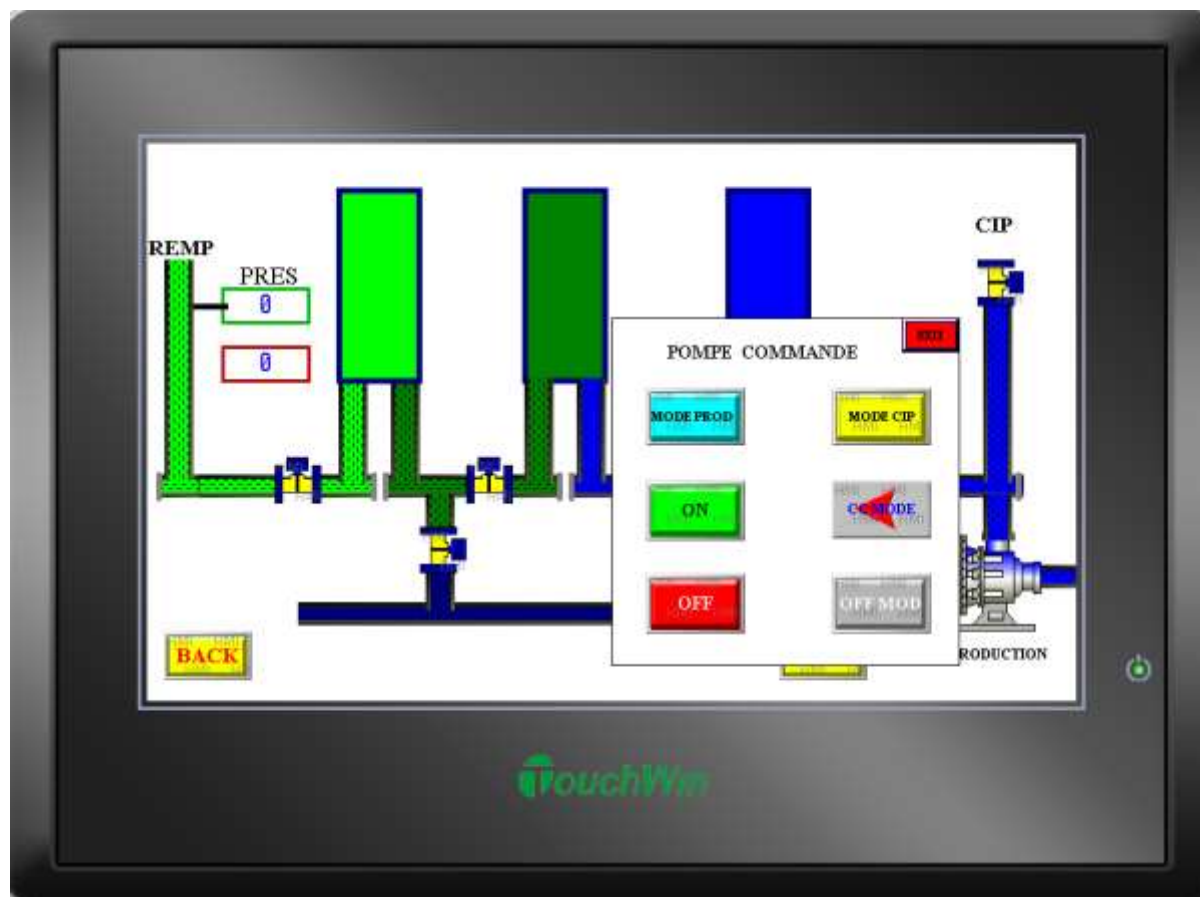 CIP
REMP
PRES
0
0
POMPE COMMANDE
MODE PROD
MODE CIP
ON
OFF
OFF MOD
BACK
RODUCTION
TouchWin